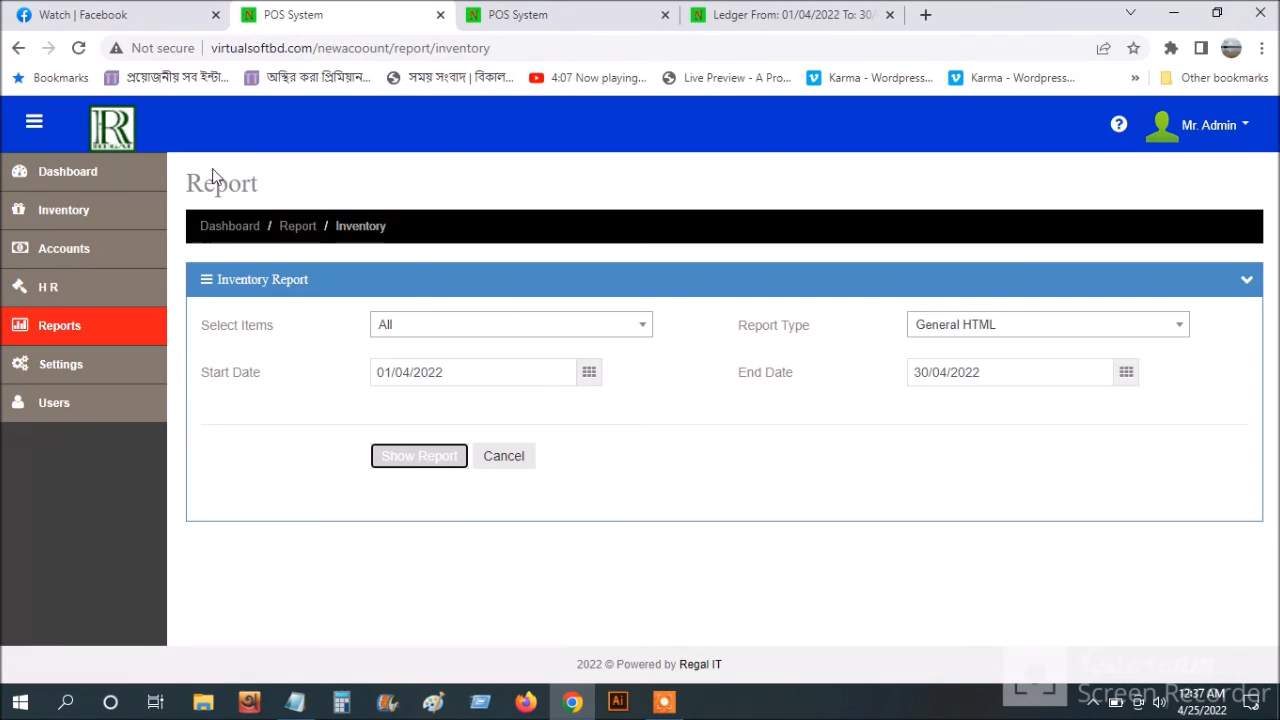 Watch | Facebook
POS System
POS System
Ledger From: 01/04/2022 To: 30/
Not secure
virtualsoftbd.com/newacoount/report/inventory
Bookmarks
প্রয়োজনীয় সব ইন্টা...
অস্থির করা প্রিমিয়ান...
সময় সংবাদ | বিকাল...
4:07 Now playing...
Live Preview - A Pro...
Karma - Wordpress...
Karma - Wordpress...
Other bookmarks
R
Mr. Admin
Dashboard
Inventory
Accounts
H R
Reports
Settings
Users
Report
Dashboard / Report / Inventory
Inventory Report
Select Items
All
Report Type
General HTML
Start Date
01/04/2022
End Date
30/04/2022
Show Report
Cancel
2022 © Powered by Regal IT
Screen Recorder
12:37 AM
4/25/2022